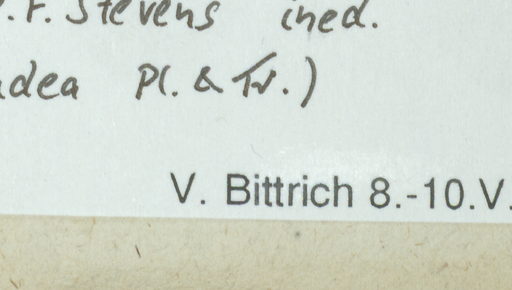 .F. Stevens ined.
dea Pl. & Tr.)
V. Bittrich 8.-10.V.